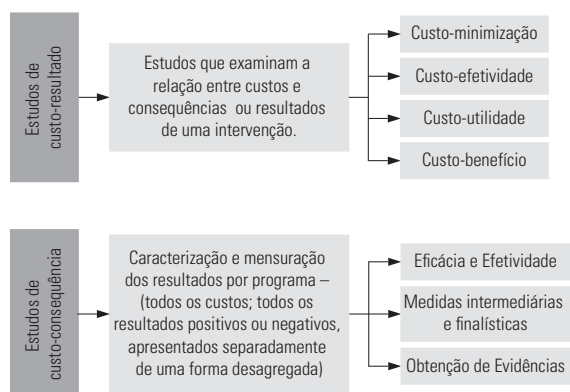 Estudos de
custo-resultado
Estudos que examinam a
relação entre custos e
consequências ou resultados
de uma intervenção.
Custo-minimização
Custo-efetividade
Custo-utilidade
Custo-benefício
Estudos de
custo-consequência
Caracterização e mensuração
dos resultados por programa –
(todos os custos; todos os
resultados positivos ou negativos,
apresentados separadamente
de uma forma desagregada)
Eficácia e Efetividade
Medidas intermediárias
e finalísticas
Obtenção de Evidências